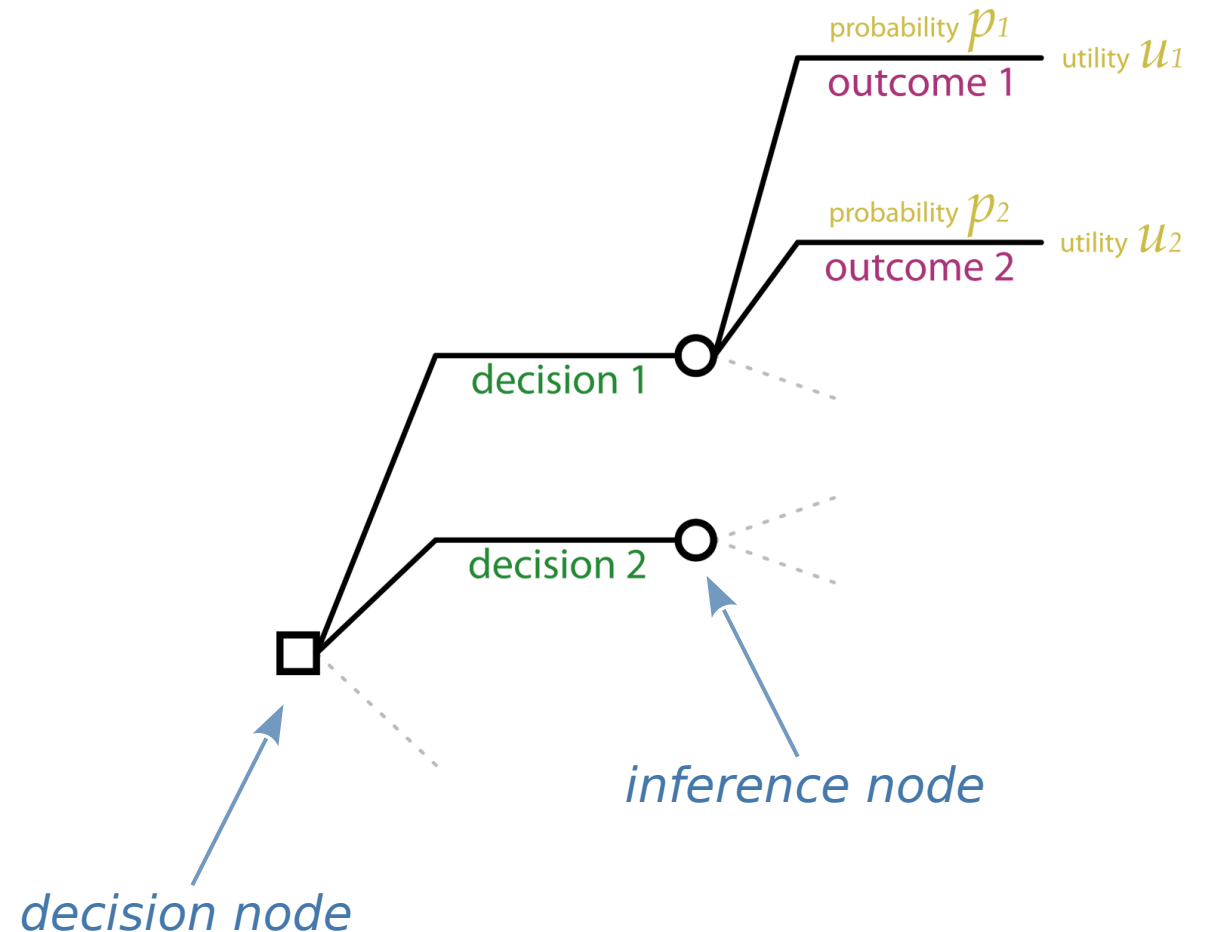 probability p1
utility u1
outcome 1
probability p2
utility u2
outcome 2
decision 1
decision 2
inference node
decision node